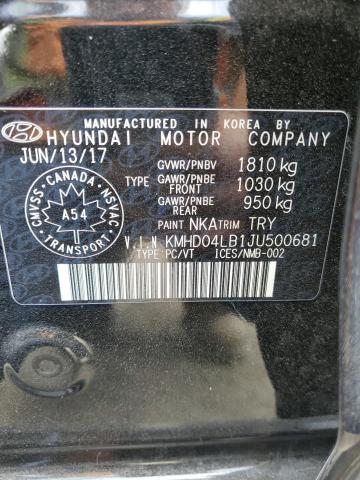 MANUFACTURED IN KOREA BY
HYUNDAI MOTOR COMPANY
JUN/13/17
GVWR/PNBV 1810 kg
TYPE GAWR/PNBE FRONT 1030 kg
GAWR/PNBE REAR 950 kg
PAINT NKA TRIM TRY
CMVSS CANADA NSVAC
A54
TRANSPORT
V.I.N KMHD04LB1JU500681
TYPE:PC/VT ICES/NMB-002